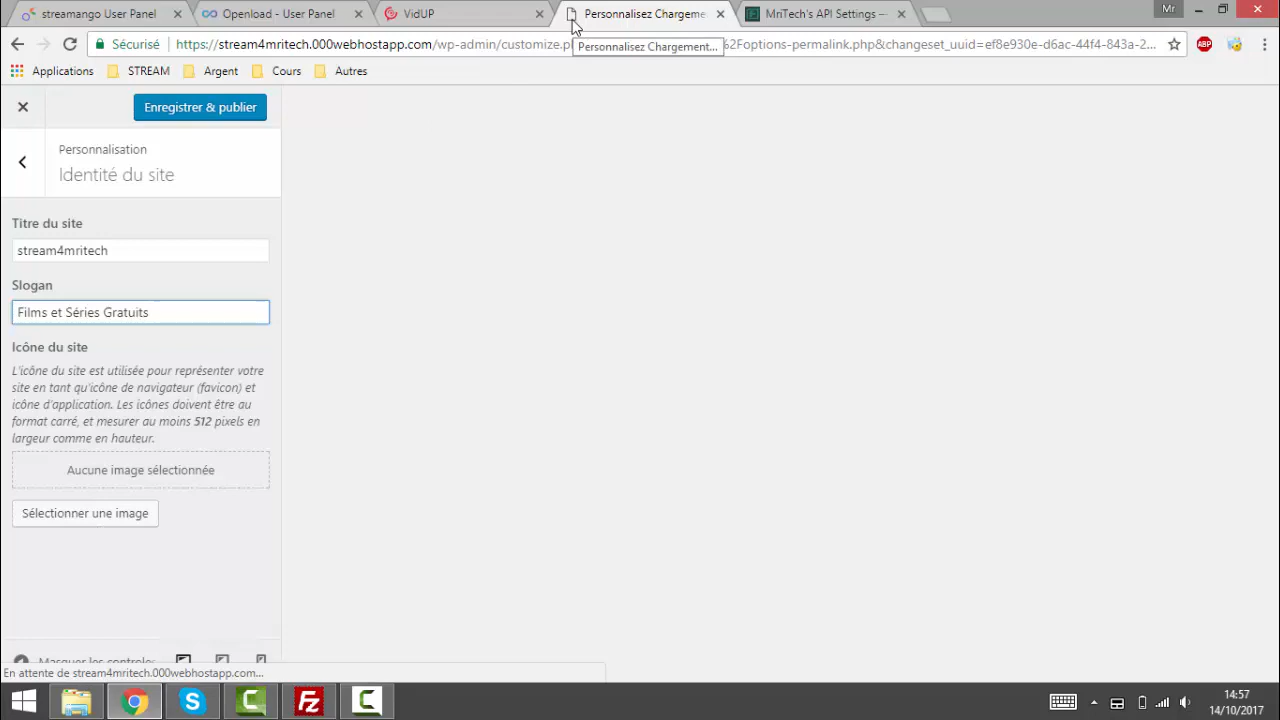 streamango User Panel
Openload - User Panel
VidUP
Personnalisez Chargeme
MriTech's API Settings —
Mr
Sécurisé
https://stream4mritech.000webhostapp.com/wp-admin/customize.p
62Foptions-permalink.php&changeset_uuid=ef8e930e-d6ac-44f4-843a-2...
ABP
Personnalisez Chargement...
Applications
STREAM
Argent
Cours
Autres
Enregistrer & publier
Personnalisation
Identité du site
Titre du site
stream4mritech
Slogan
Films et Séries Gratuits
Icône du site
L'icône du site est utilisée pour représenter votre
site en tant qu'icône de navigateur (favicon) et
icône d'application. Les icônes doivent être au
format carré, et mesurer au moins 512 pixels en
largeur comme en hauteur.
Aucune image sélectionnée
Sélectionner une image
Masquer les controles
En attente de stream4mritech.000webhostapp.com...
14:57
14/10/2017